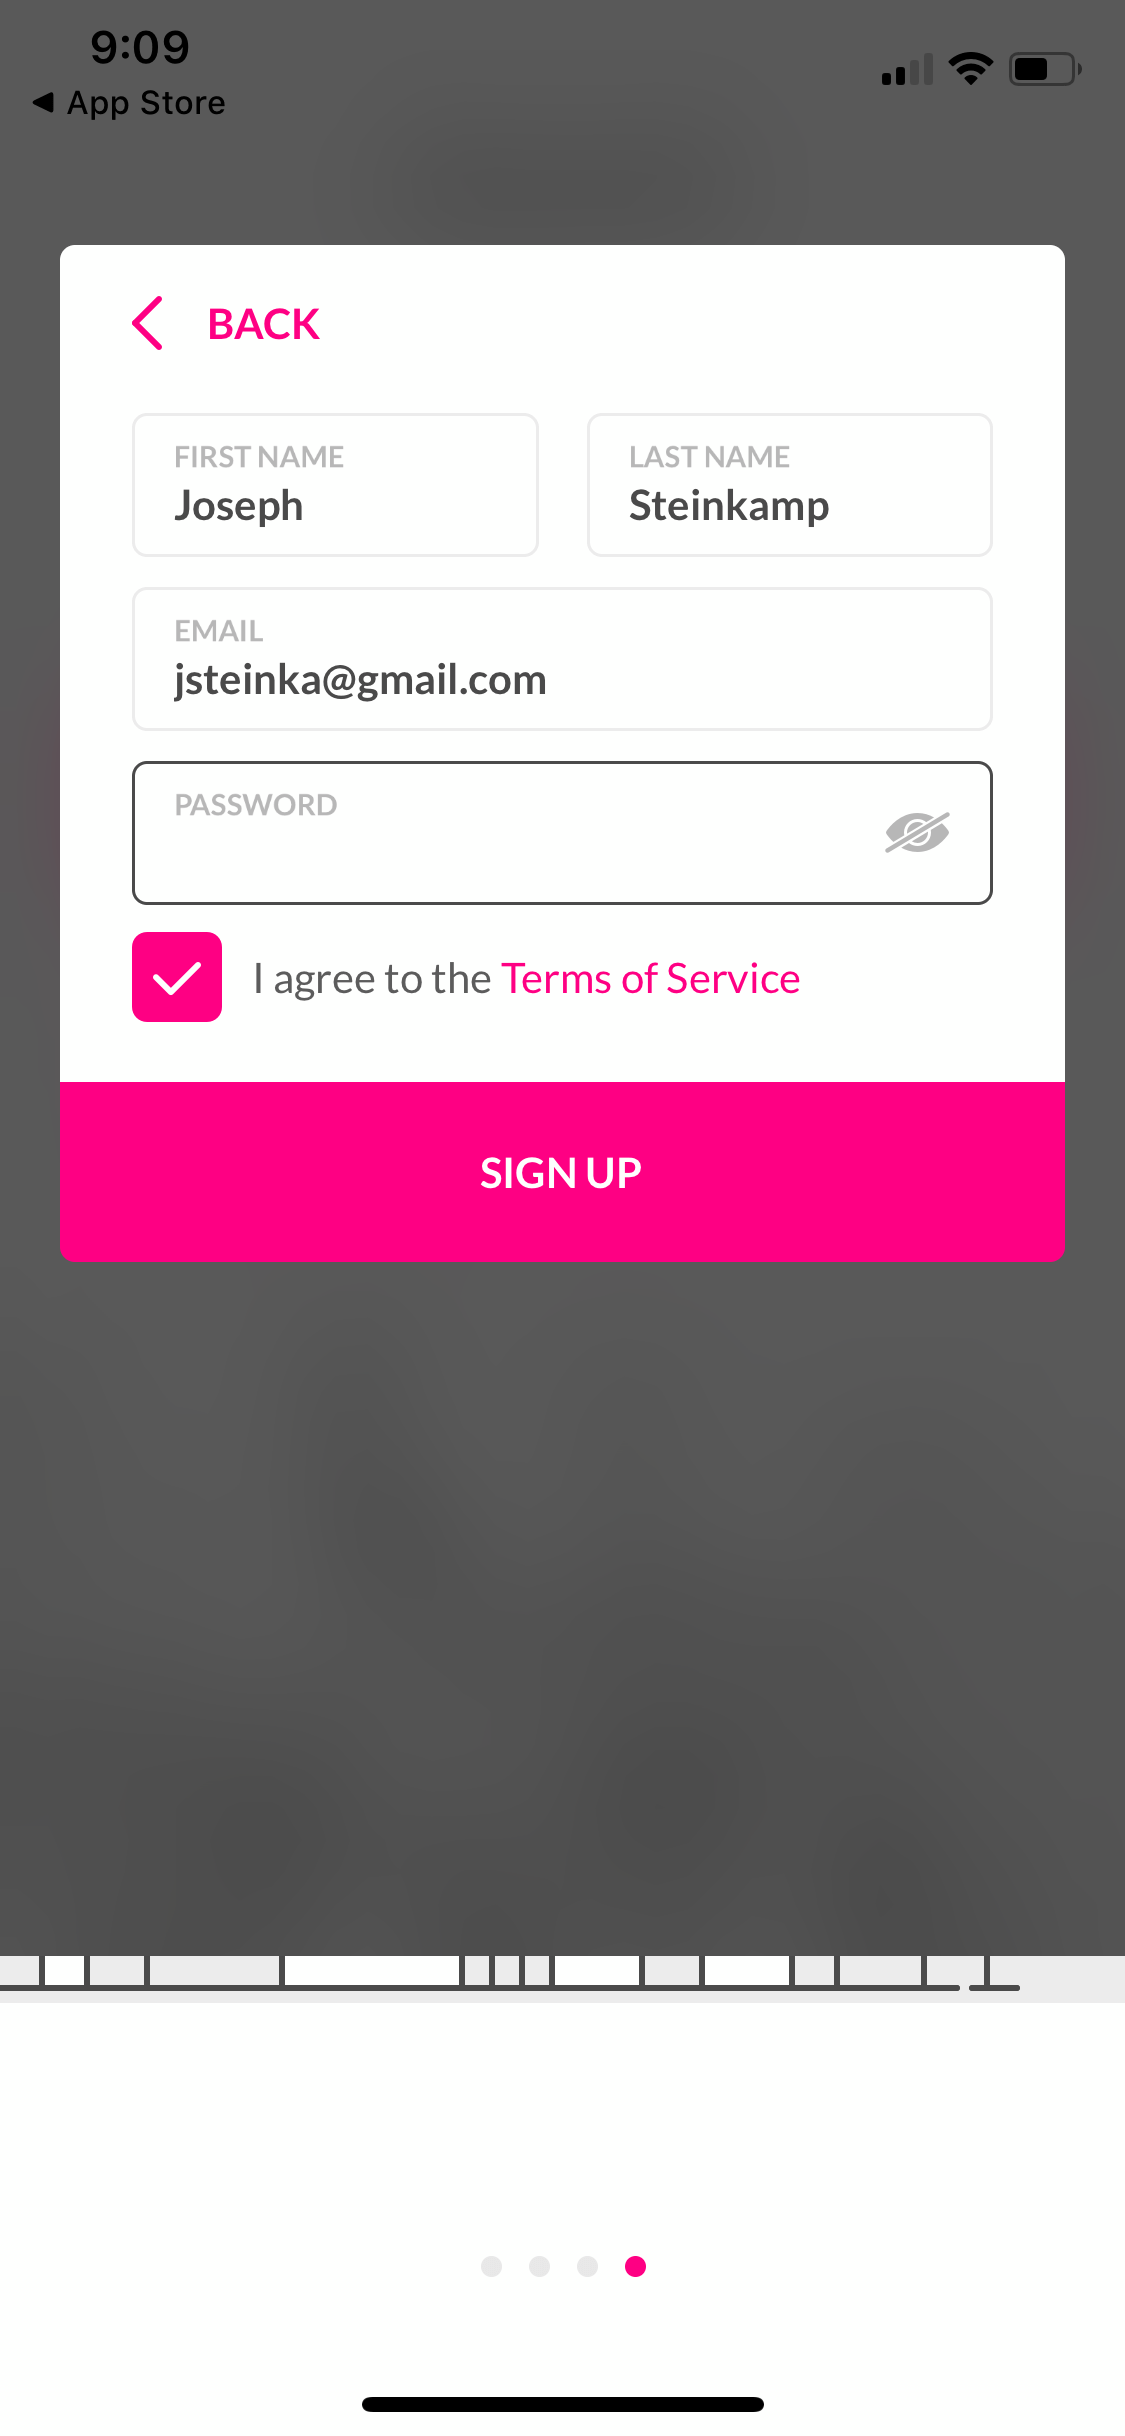 9:09
◀ App Store
BACK
FIRST NAME
Joseph
LAST NAME
Steinkamp
EMAIL
jsteinka@gmail.com
PASSWORD
I agree to the Terms of Service
SIGN UP